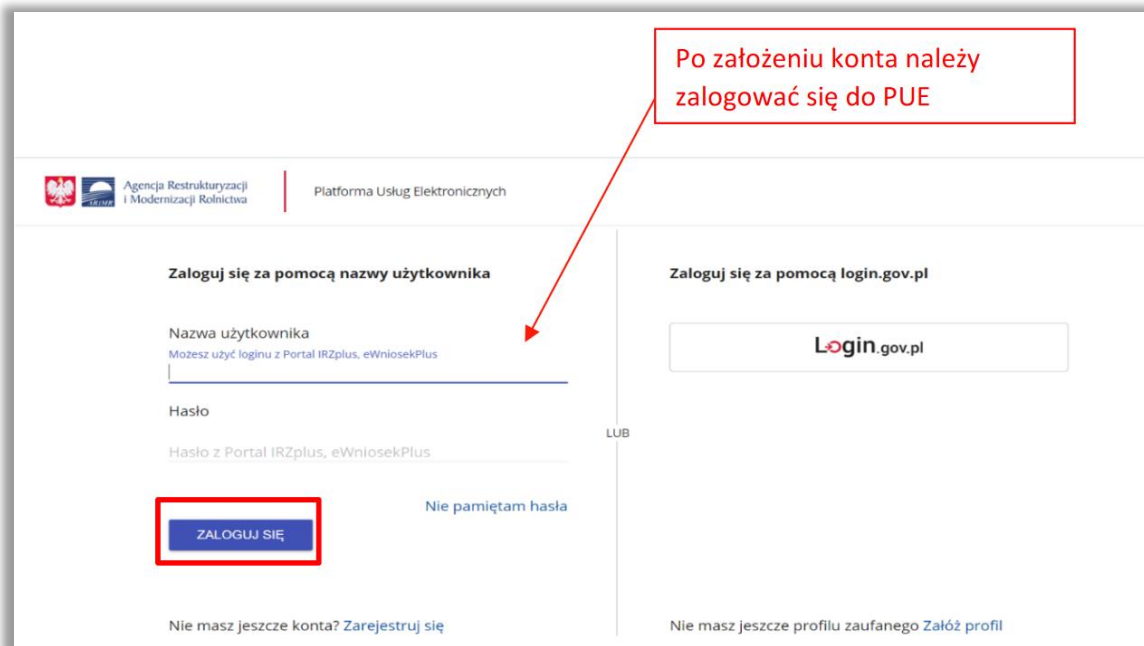 Po założeniu konta należy
zalogować się do PUE
ARiMR
Agencja Restrukturyzacji
i Modernizacji Rolnictwa
Platforma Usług Elektronicznych
Zaloguj się za pomocą nazwy użytkownika
Nazwa użytkownika
Możesz użyć loginu z Portal IRZplus, eWniosekPlus
Hasło
Hasło z Portal IRZplus, eWniosekPlus
Nie pamiętam hasła
ZALOGUJ SIĘ
Nie masz jeszcze konta? Zarejestruj się
LUB
Zaloguj się za pomocą login.gov.pl
Login.gov.pl
Nie masz jeszcze profilu zaufanego Załóż profil